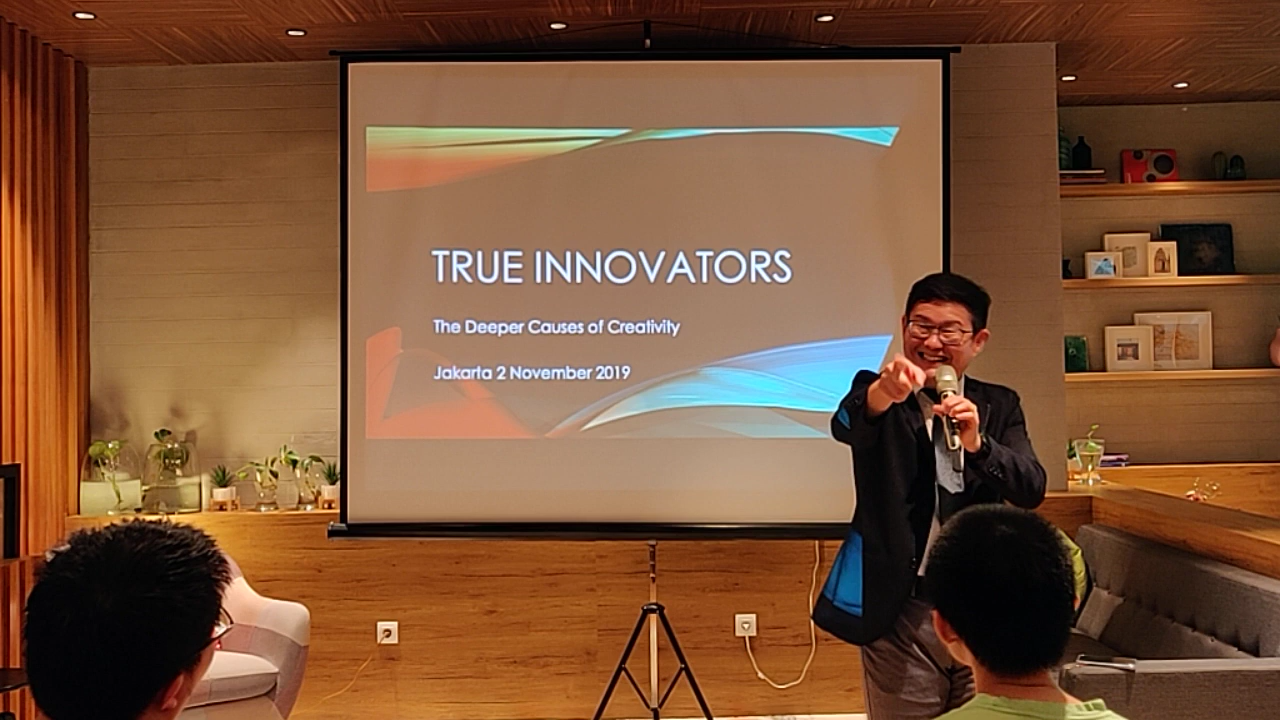 TRUE INNOVATORS
The Deeper Causes of Creativity
Jakarta 2 November 2019